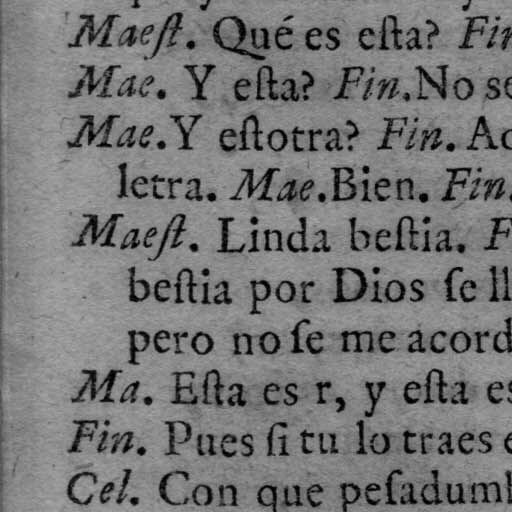 Maeſt. Qué es eſta? Fin
Mae. Y eſta? Fin. No se
Mae. Y eſtotra? Fin. Ac
letra. Mae. Bien. Fin.
Maeſt. Linda beſtia. F
beſtia por Dios ſe ll
pero no ſe me acord
Ma. Eſta es r, y eſta es
Fin. Pues ſi tu lo traes e
Cel. Con que peſadum